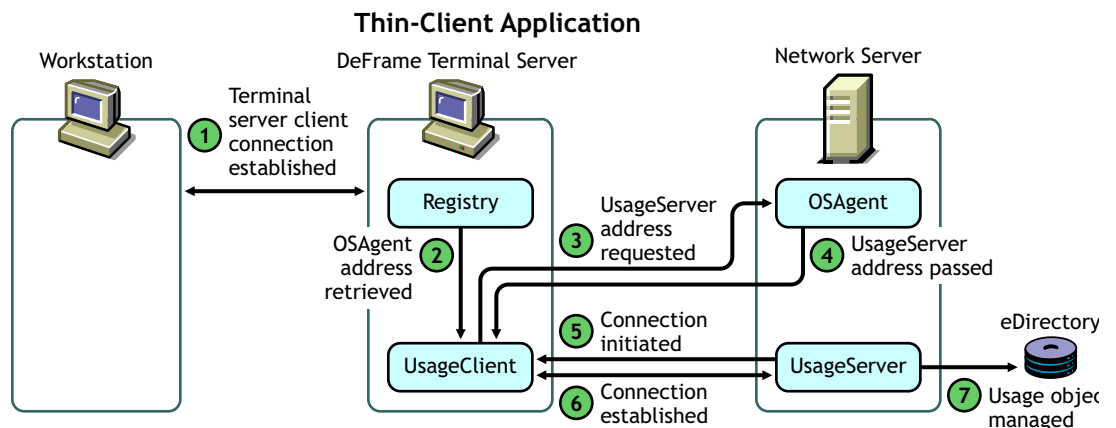 Thin-Client Application
Workstation
DeFrame Terminal Server
Network Server
1
Terminal
server client
connection
established
Registry
OSAgent
UsageServer
address
requested
3
OSAgent
address
retrieved
2
4
UsageServer
address passed
5
Connection
initiated
eDirectory
UsageClient
UsageServer
6
Connection
established
7
Usage objec
managed